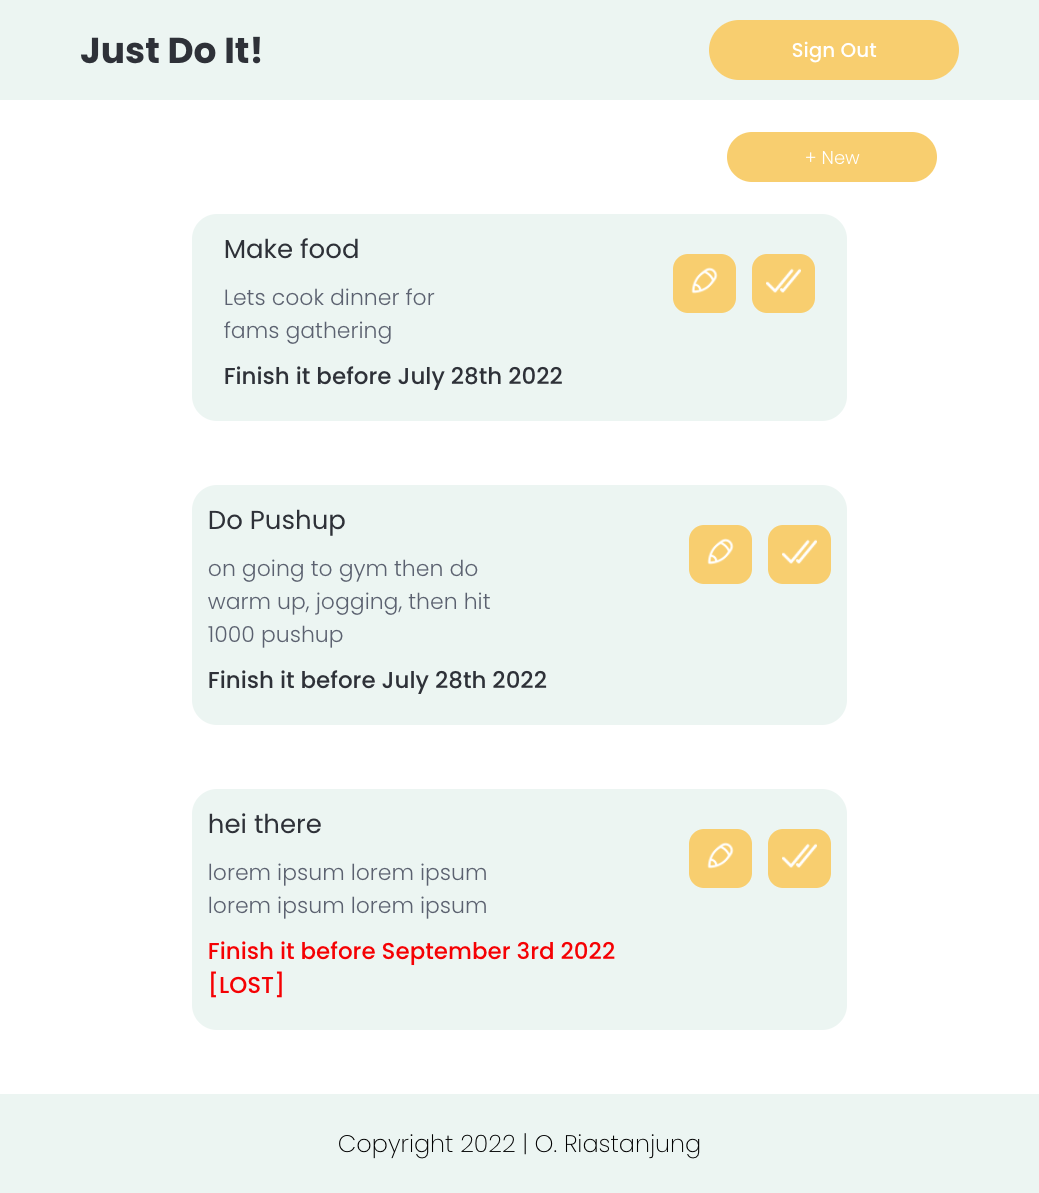 Just Do It!
Sign Out
+ New
Make food
Lets cook dinner for
fams gathering
Finish it before July 28th 2022
Do Pushup
on going to gym then do
warm up, jogging, then hit
1000 pushup
Finish it before July 28th 2022
hei there
lorem ipsum lorem ipsum
lorem ipsum lorem ipsum
Finish it before September 3rd 2022
[LOST]
Copyright 2022 | O. Riastanjung